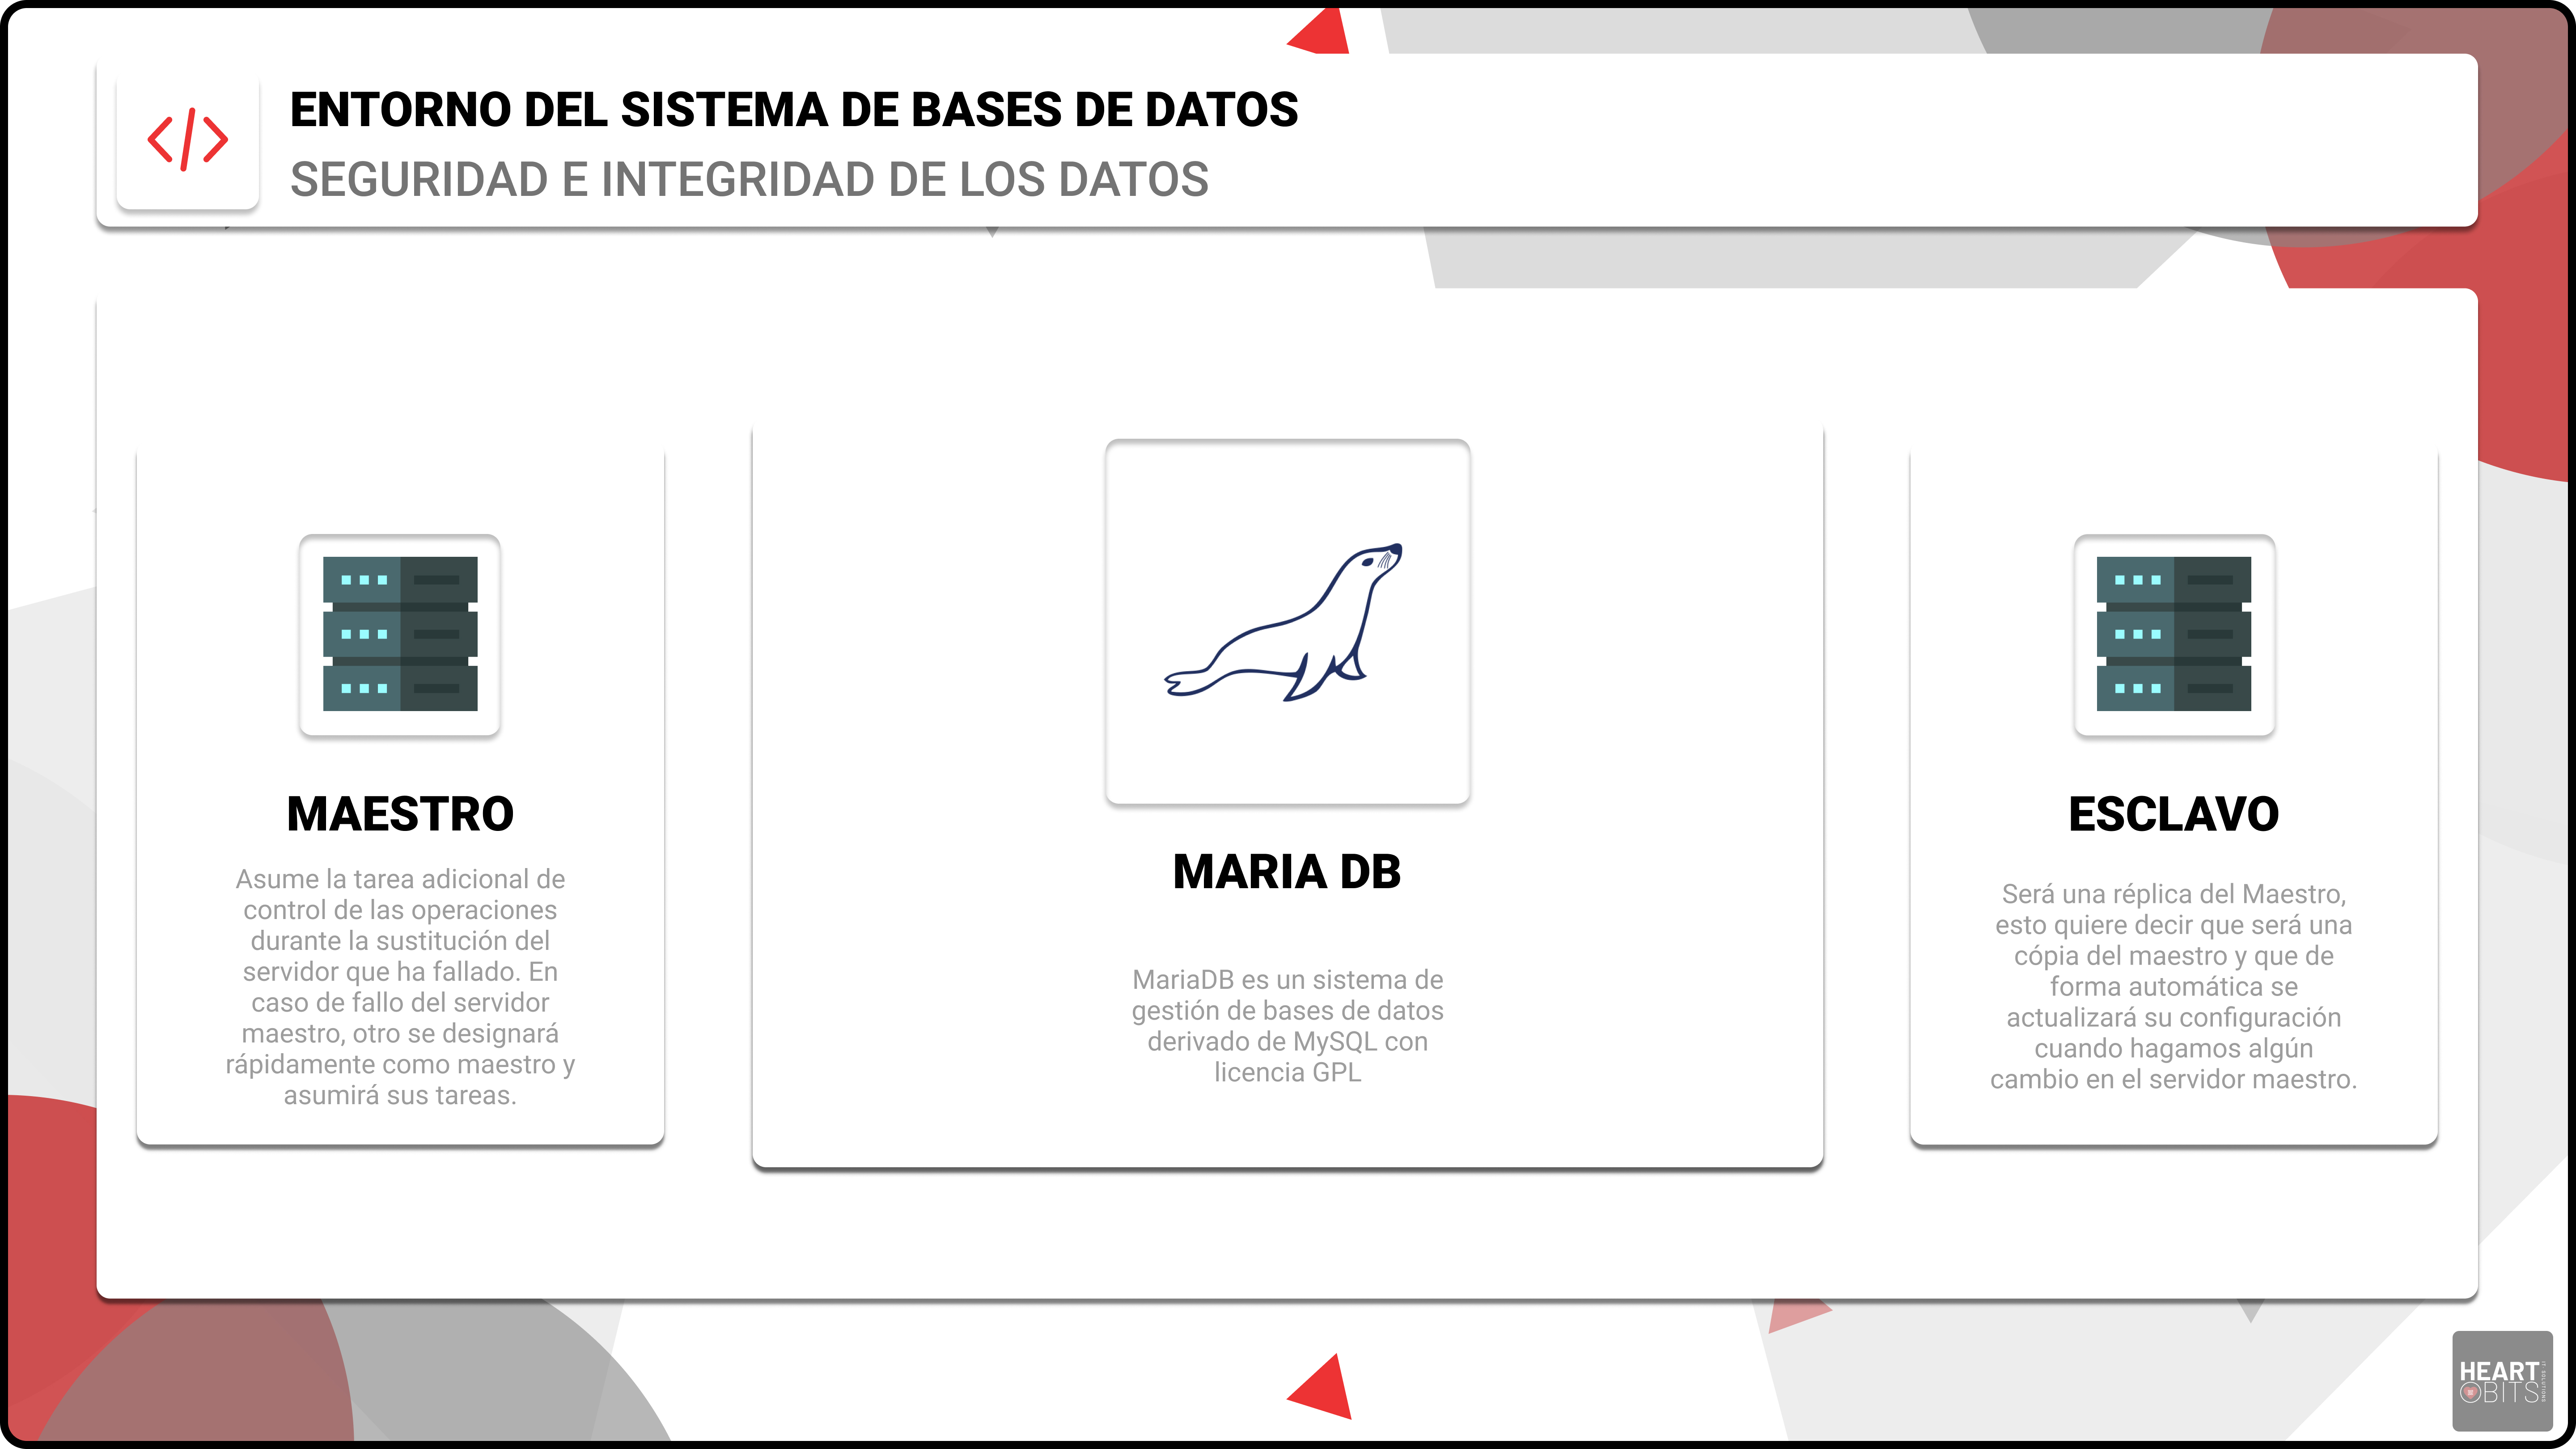 ENTORNO DEL SISTEMA DE BASES DE DATOS
SEGURIDAD E INTEGRIDAD DE LOS DATOS
MAESTRO
Asume la tarea adicional de
control de las operaciones
durante la sustitución del
servidor que ha fallado. En
caso de fallo del servidor
maestro, otro se designará
rápidamente como maestro y
asumirá sus tareas.
MARIA DB
MariaDB es un sistema de
gestión de bases de datos
derivado de MySQL con
licencia GPL
ESCLAVO
Será una réplica del Maestro,
esto quiere decir que será una
cópia del maestro y que de
forma automática se
actualizará su configuración
cuando hagamos algún
cambio en el servidor maestro.
HEART
BITS